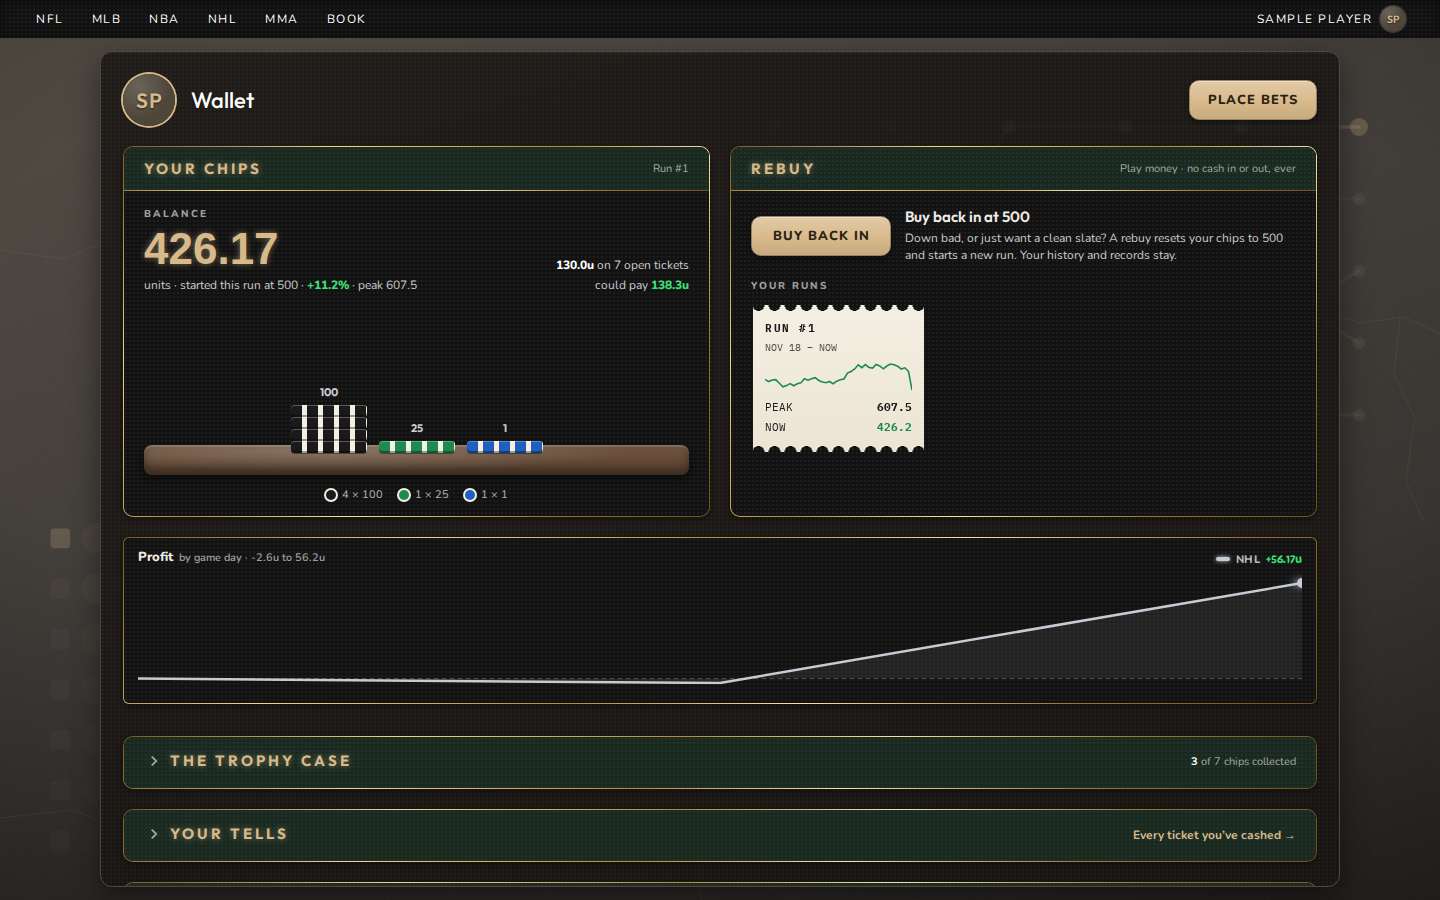 NFL MLB NBA NHL MMA BOOK SAMPLE PLAYER SP
SP Wallet PLACE BETS
YOUR CHIPS Run #1
BALANCE
426.17
130.0u on 7 open tickets
units · started this run at 500 · +11.2% · peak 607.5 could pay 138.3u
100
25 1
4 × 100 1 × 25 1 × 1
REBUY Play money · no cash in or out, ever
BUY BACK IN
Buy back in at 500
Down bad, or just want a clean slate? A rebuy resets your chips to 500
and starts a new run. Your history and records stay.
YOUR RUNS
RUN #1
NOV 18 – NOW
PEAK 607.5
NOW 426.2
Profit by game day · -2.6u to 56.2u NHL +56.17u
THE TROPHY CASE 3 of 7 chips collected
YOUR TELLS Every ticket you've cashed →